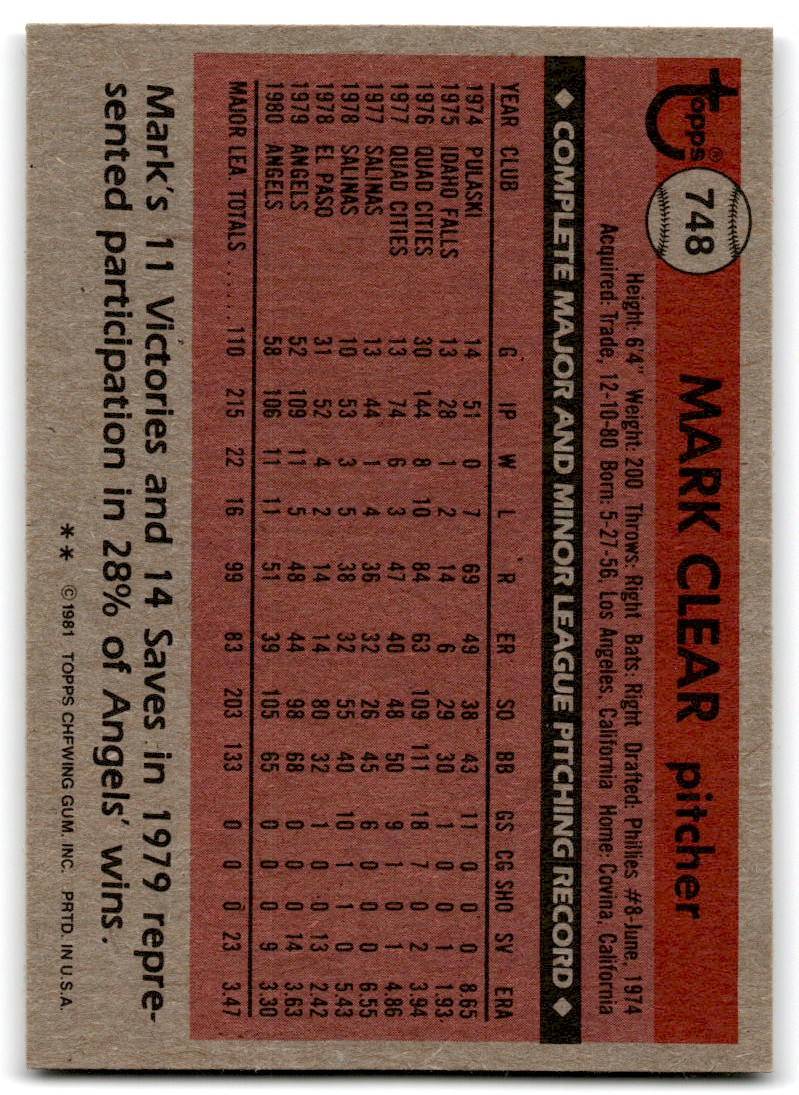 Topps®
748
MARK CLEAR pitcher
Height: 6'4" Weight: 200 Throws: Right Bats: Right Drafted: Phillies #8-June, 1974
Acquired: Trade, 12-10-80 Born: 5-27-56, Los Angeles, California Home: Covina, California
◆ COMPLETE MAJOR AND MINOR LEAGUE PITCHING RECORD ◆
YEAR CLUB G IP W L R ER SO BB GS CG SHO SV ERA
1974 PULASKI 14 51 0 7 69 49 38 43 11 0 0 0 8.65
1975 IDAHO FALLS 13 28 1 2 14 6 29 30 1 0 0 1 1.93
1976 QUAD CITIES 30 144 8 10 84 63 109 111 18 7 0 2 3.94
1977 QUAD CITIES 13 74 6 3 47 40 48 50 9 1 0 1 4.86
1977 SALINAS 13 44 1 4 36 32 26 45 6 0 0 0 6.55
1978 SALINAS 10 53 3 5 38 32 55 40 10 1 1 0 5.43
1978 EL PASO 31 52 4 2 14 14 80 32 1 0 0 13 2.42
1979 ANGELS 52 109 11 5 48 44 98 68 0 0 0 14 3.63
1980 ANGELS 58 106 11 11 51 39 105 65 0 0 0 9 3.30
MAJOR LEA. TOTALS ...... 110 215 22 16 99 83 203 133 0 0 0 23 3.47
Mark's 11 Victories and 14 Saves in 1979 repre-
sented participation in 28% of Angels' wins.
** ©1981 TOPPS CHEWING GUM, INC. PRTD. IN U.S.A.